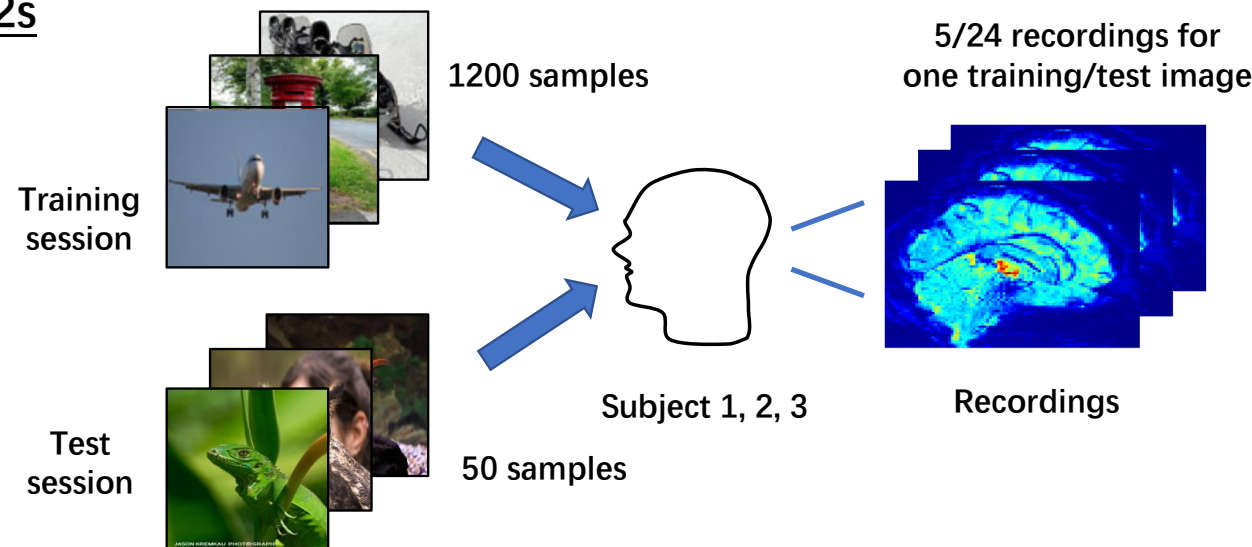 2s
5/24 recordings for
one training/test image
1200 samples
Training
session
Subject 1, 2, 3
Recordings
Test
session
50 samples
JASON KREMKAU PHOTOGRAPHY